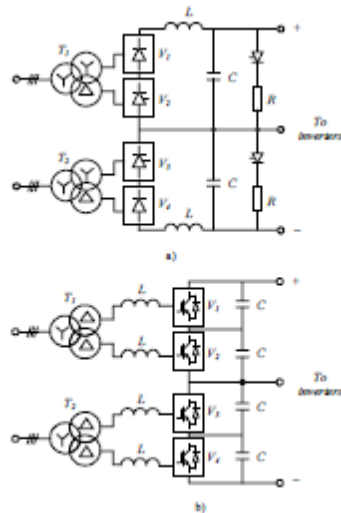 L
+
T1
V1
C
V2
R
To
inverters
T2
V3
C
V4
R
L
−
a)
+
L
T1
V1
C
L
V2
C
To
inverters
L
T2
V3
C
L
V4
C
−
b)